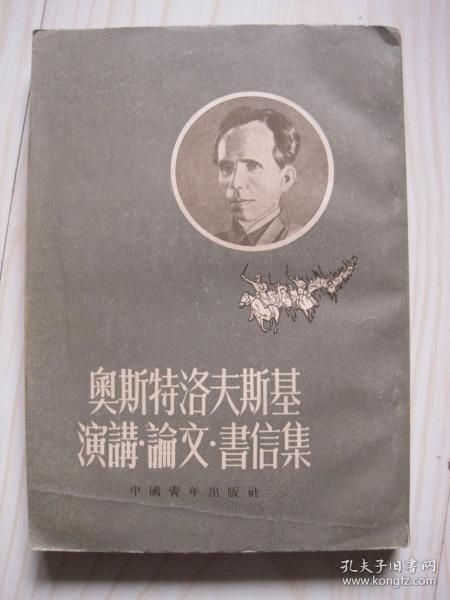 奧斯特洛夫斯基
演講·論文·書信集
中國青年出版社
孔夫子旧书网
www.kongfz.com